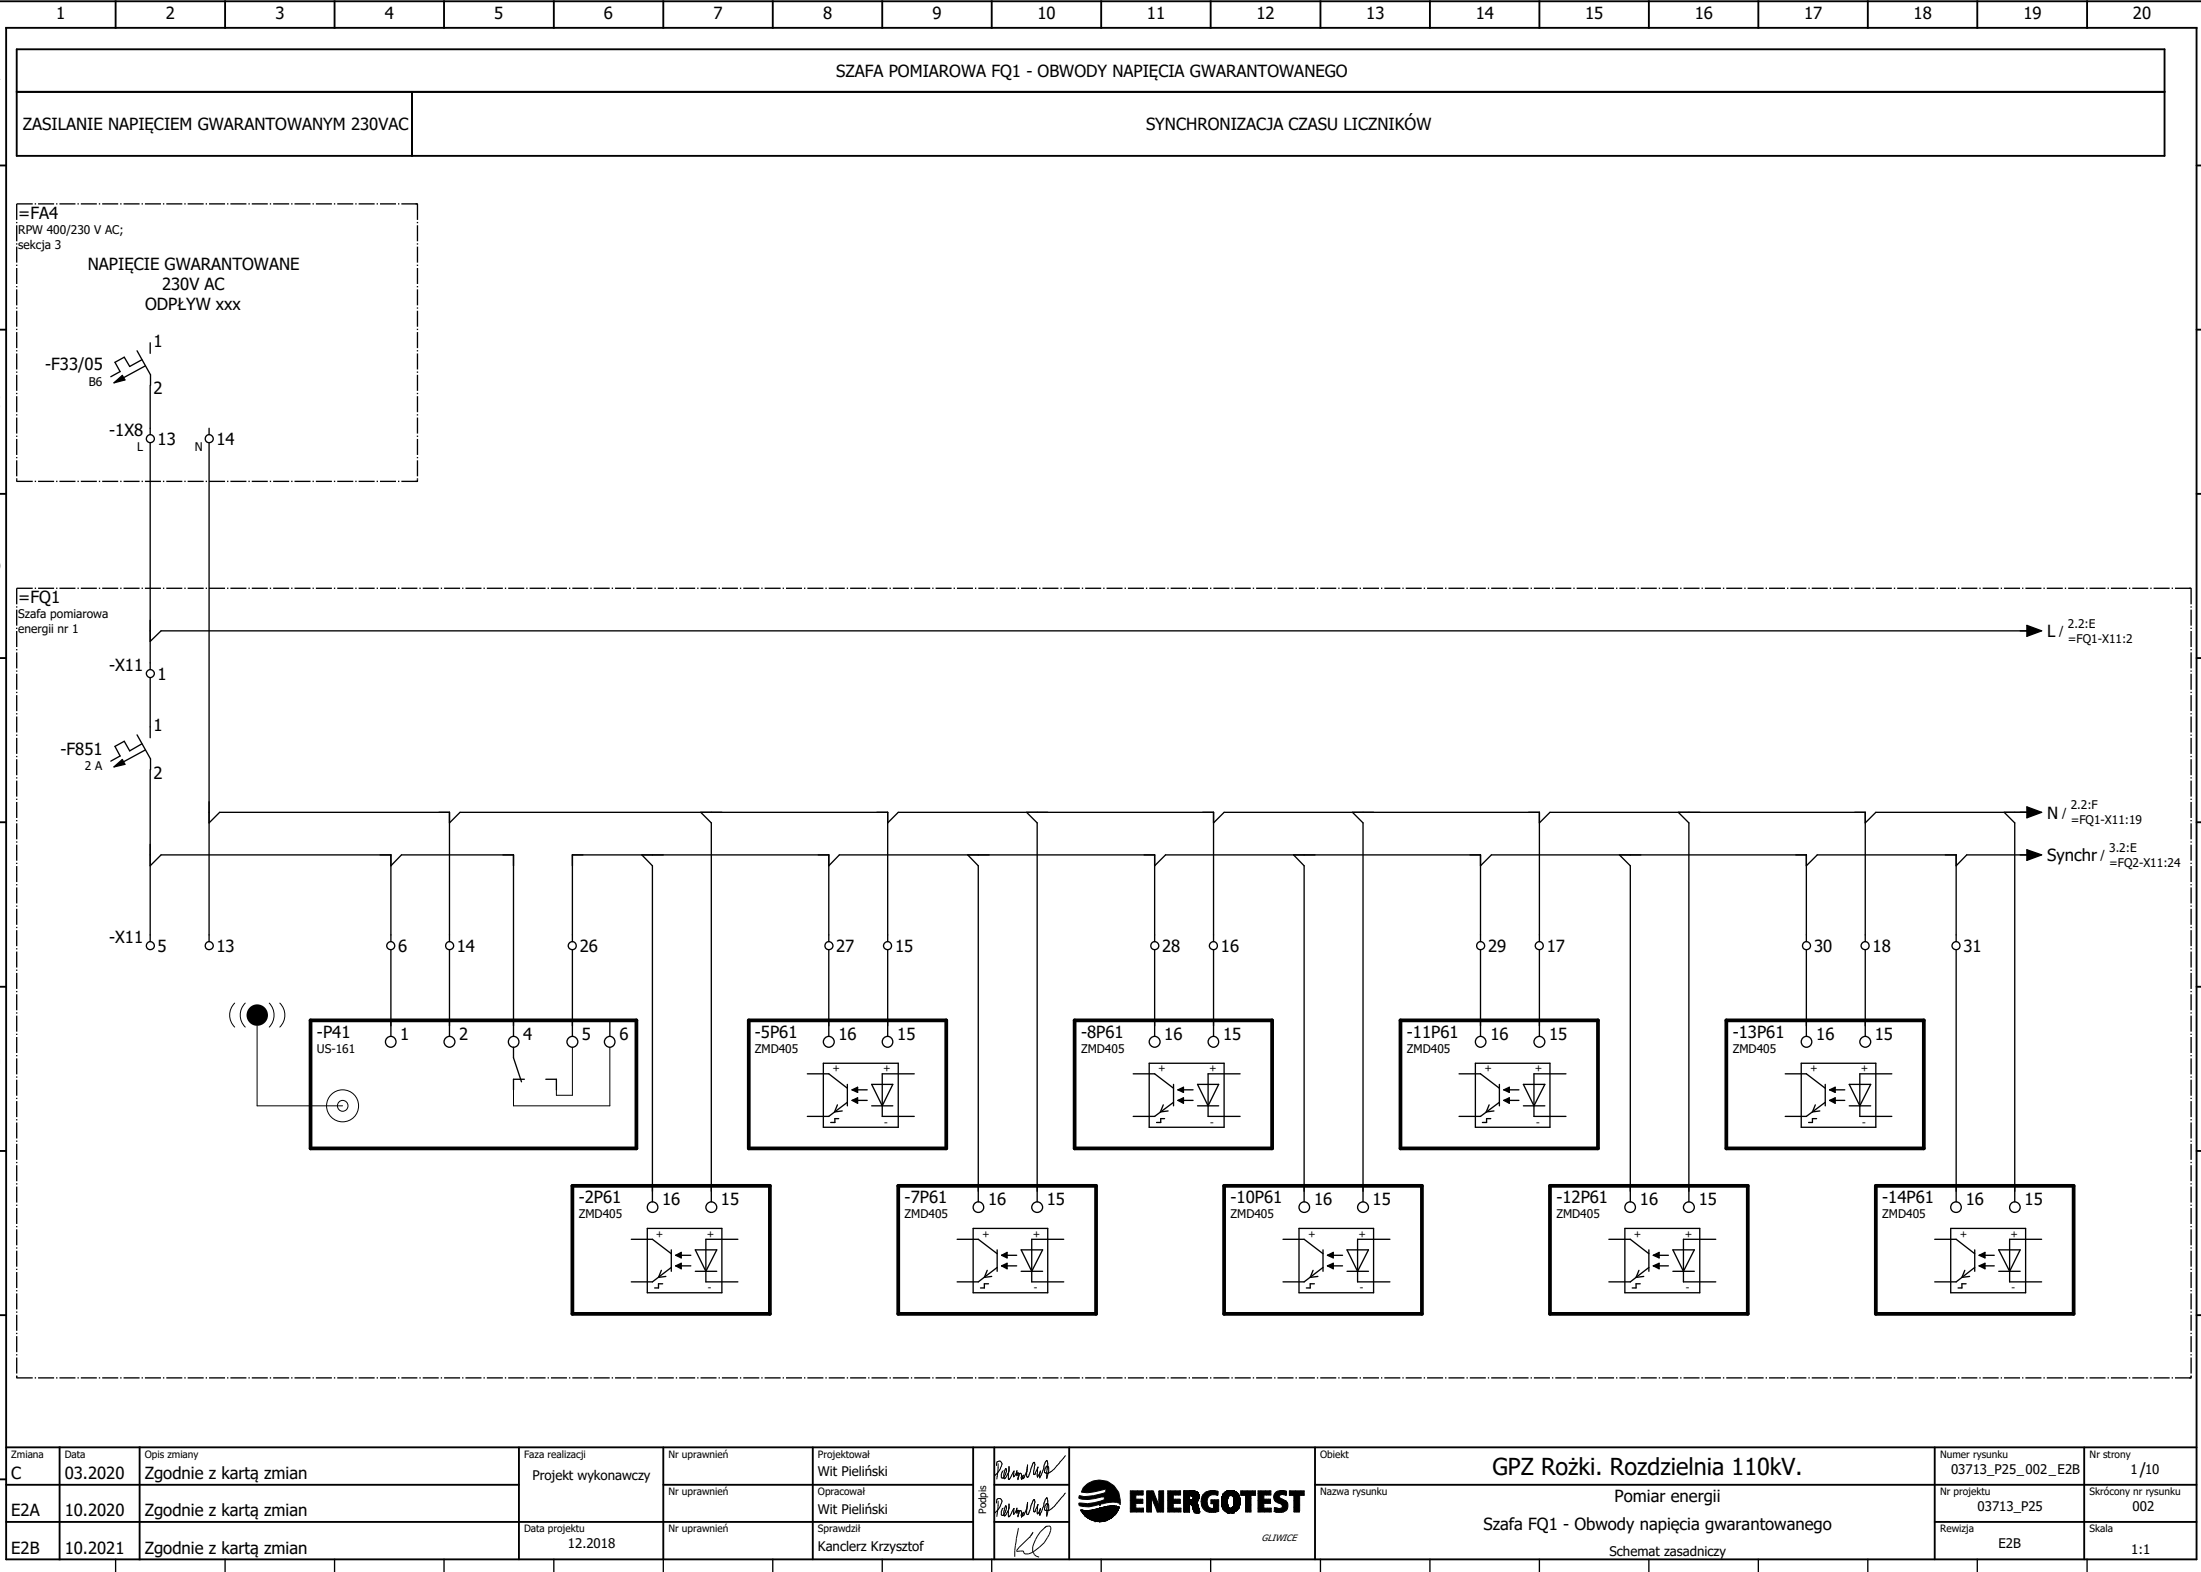 1 2 3 4 5 6 7 8 9 10 11 12 13 14 15 16 17 18 19 20
SZAFA POMIAROWA FQ1 - OBWODY NAPIĘCIA GWARANTOWANEGO
ZASILANIE NAPIĘCIEM GWARANTOWANYM 230VAC
SYNCHRONIZACJA CZASU LICZNIKÓW
=FA4
RPW 400/230 V AC;
sekcja 3
NAPIĘCIE GWARANTOWANE
230V AC
ODPŁYW xxx
1
-F33/05
B6
2
-1X8
L
13
N
14
=FQ1
Szafa pomiarowa
energii nr 1
L / 2.2:E
=FQ1-X11:2
-X11
1
1
-F851
2 A
2
N / 2.2:F
=FQ1-X11:19
Synchr / 3.2:E
=FQ2-X11:24
-X11 5 13 6 14 26 27 15 28 16 29 17 30 18 31
-P41
US-161
1 2 4 5 6
-5P61 16 15
ZMD405
+ +
-
-8P61 16 15
ZMD405
+ +
-
-11P61 16 15
ZMD405
+ +
-
-13P61 16 15
ZMD405
+ +
-
-2P61 16 15
ZMD405
+ +
-
-7P61 16 15
ZMD405
+ +
-
-10P61 16 15
ZMD405
+ +
-
-12P61 16 15
ZMD405
+ +
-
-14P61 16 15
ZMD405
+ +
-
Zmiana Data Opis zmiany
C 03.2020 Zgodnie z kartą zmian
E2A 10.2020 Zgodnie z kartą zmian
E2B 10.2021 Zgodnie z kartą zmian
Faza realizacji
Projekt wykonawczy
Data projektu
12.2018
Nr uprawnień
Nr uprawnień
Nr uprawnień
Projektował
Wit Pieliński
Opracował
Wit Pieliński
Sprawdził
Kanclerz Krzysztof
Podpis
ENERGOTEST
GLIWICE
Obiekt
GPZ Rożki. Rozdzielnia 110kV.
Nazwa rysunku
Pomiar energii
Szafa FQ1 - Obwody napięcia gwarantowanego
Schemat zasadniczy
Numer rysunku
03713_P25_002_E2B
Nr strony
1 /10
Nr projektu
03713_P25
Skrócony nr rysunku
002
Rewizja
E2B
Skala
1:1